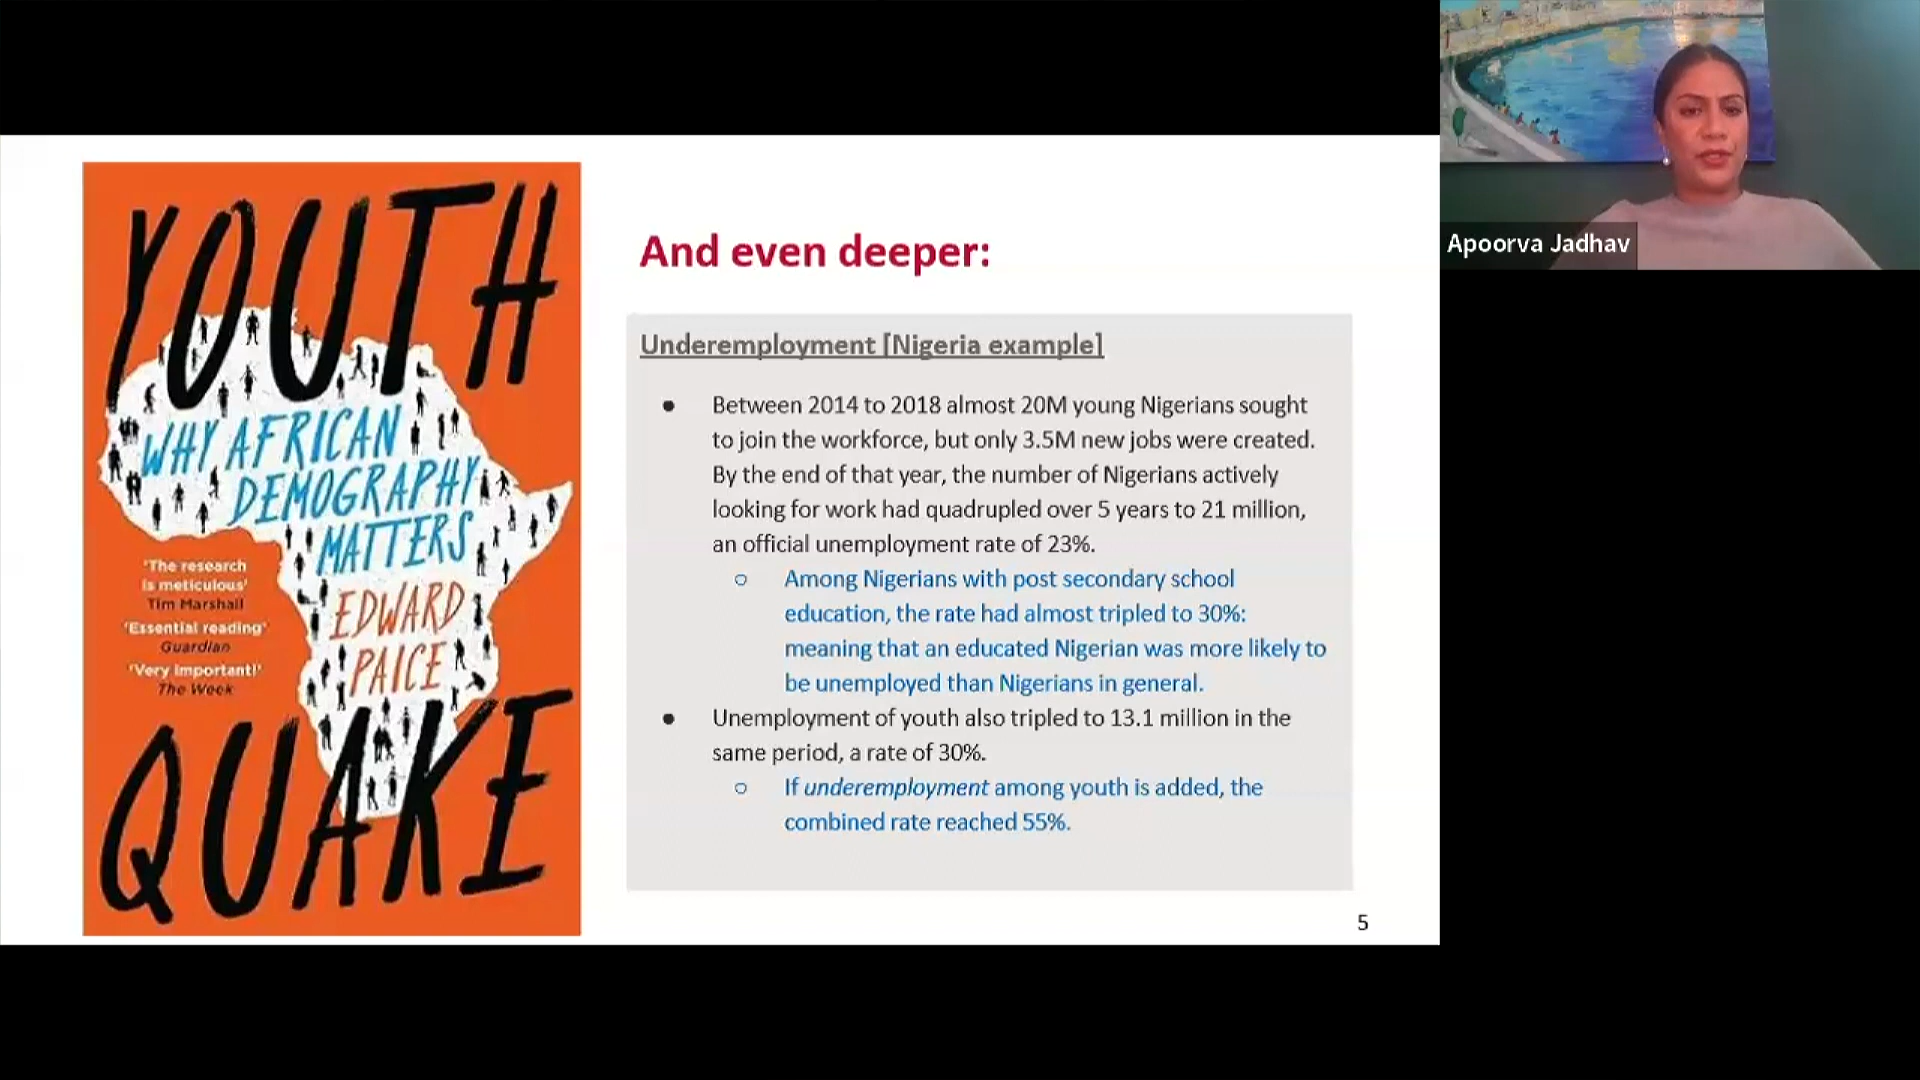 YOUTH
WHY AFRICAN
DEMOGRAPHY
MATTERS
'The research
is meticulous'
Tim Marshall
'Essential reading'
Guardian
'Very important!'
The Week
EDWARD
PAICE
QUAKE
And even deeper:
Underemployment [Nigeria example]
● Between 2014 to 2018 almost 20M young Nigerians sought
to join the workforce, but only 3.5M new jobs were created.
By the end of that year, the number of Nigerians actively
looking for work had quadrupled over 5 years to 21 million,
an official unemployment rate of 23%.
○ Among Nigerians with post secondary school
education, the rate had almost tripled to 30%:
meaning that an educated Nigerian was more likely to
be unemployed than Nigerians in general.
● Unemployment of youth also tripled to 13.1 million in the
same period, a rate of 30%.
○ If underemployment among youth is added, the
combined rate reached 55%.
5
Apoorva Jadhav